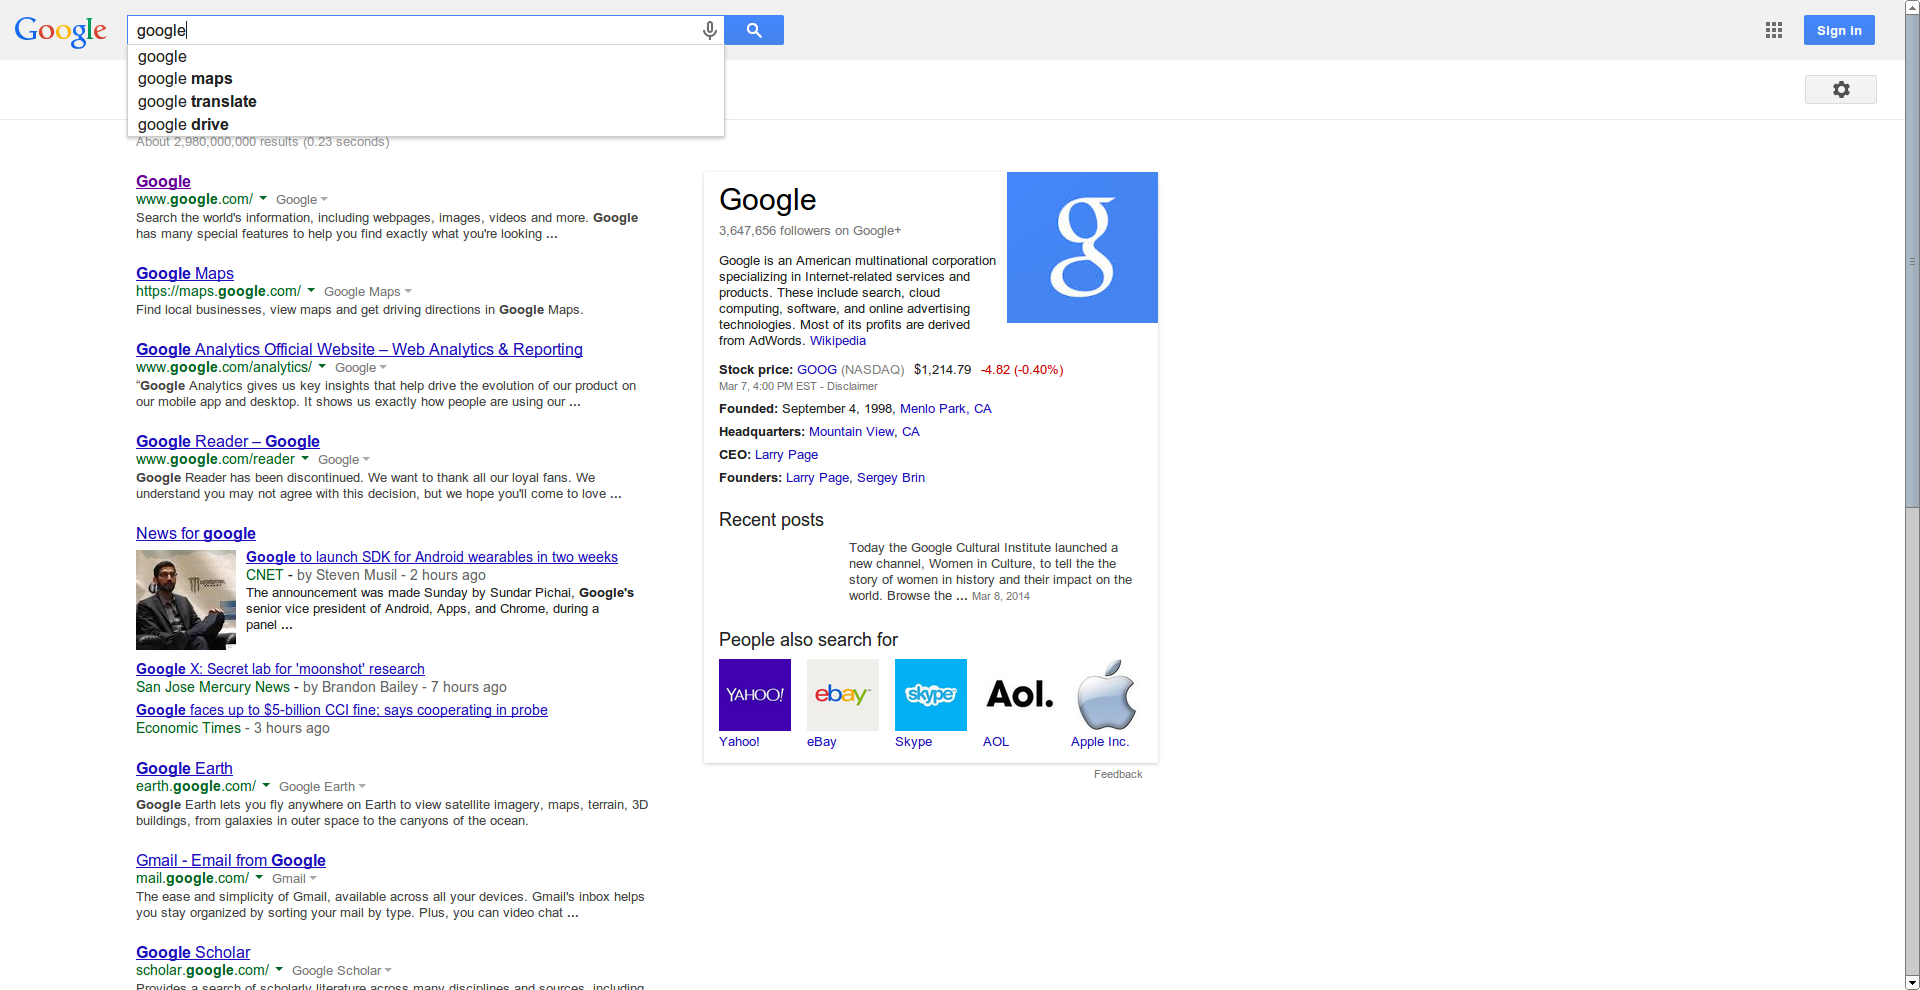 Google
google
Sign in
google
google maps
google translate
google drive
About 2,980,000,000 results (0.23 seconds)
Google
www.google.com/ Google
Search the world's information, including webpages, images, videos and more. Google
has many special features to help you find exactly what you're looking ...
Google Maps
https://maps.google.com/ Google Maps
Find local businesses, view maps and get driving directions in Google Maps.
Google Analytics Official Website – Web Analytics & Reporting
www.google.com/analytics/ Google
“Google Analytics gives us key insights that help drive the evolution of our product on
our mobile app and desktop. It shows us exactly how people are using our ...
Google Reader – Google
www.google.com/reader Google
Google Reader has been discontinued. We want to thank all our loyal fans. We
understand you may not agree with this decision, but we hope you'll come to love ...
News for google
Google to launch SDK for Android wearables in two weeks
CNET - by Steven Musil - 2 hours ago
The announcement was made Sunday by Sundar Pichai, Google's
senior vice president of Android, Apps, and Chrome, during a
panel ...
Google X: Secret lab for 'moonshot' research
San Jose Mercury News - by Brandon Bailey - 7 hours ago
Google faces up to $5-billion CCI fine; says cooperating in probe
Economic Times - 3 hours ago
Google Earth
earth.google.com/ Google Earth
Google Earth lets you fly anywhere on Earth to view satellite imagery, maps, terrain, 3D
buildings, from galaxies in outer space to the canyons of the ocean.
Gmail - Email from Google
mail.google.com/ Gmail
The ease and simplicity of Gmail, available across all your devices. Gmail's inbox helps
you stay organized by sorting your mail by type. Plus, you can video chat ...
Google Scholar
scholar.google.com/ Google Scholar
Provides a search of scholarly literature across many disciplines and sources, including
Google
3,647,656 followers on Google+
g
Google is an American multinational corporation
specializing in Internet-related services and
products. These include search, cloud
computing, software, and online advertising
technologies. Most of its profits are derived
from AdWords. Wikipedia
Stock price: GOOG (NASDAQ) $1,214.79 -4.82 (-0.40%)
Mar 7, 4:00 PM EST - Disclaimer
Founded: September 4, 1998, Menlo Park, CA
Headquarters: Mountain View, CA
CEO: Larry Page
Founders: Larry Page, Sergey Brin
Recent posts
Today the Google Cultural Institute launched a
new channel, Women in Culture, to tell the the
story of women in history and their impact on the
world. Browse the ... Mar 8, 2014
People also search for
YAHOO! ebay skype Aol.
Yahoo! eBay Skype AOL Apple Inc.
Feedback